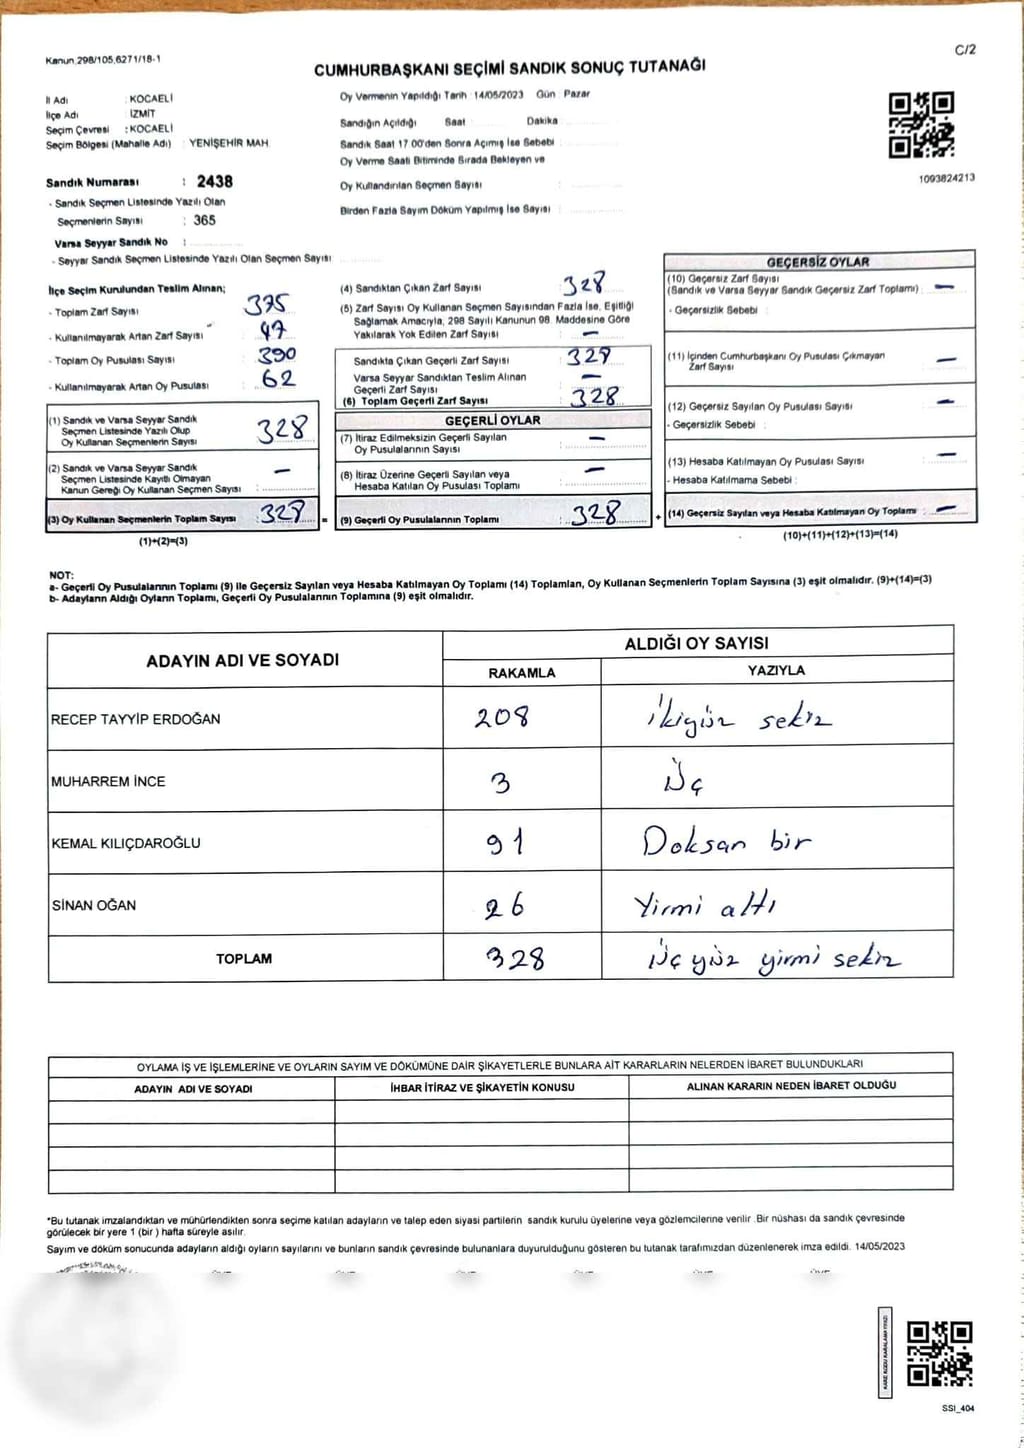 Kanun 298/105,6271/18-1
C/2
CUMHURBAŞKANI SEÇİMİ SANDIK SONUÇ TUTANAĞI
İl Adı : KOCAELİ
İlçe Adı : İZMİT
Seçim Çevresi : KOCAELİ
Seçim Bölgesi (Mahalle Adı) : YENİŞEHİR MAH
Sandık Numarası : 2438
- Sandık Seçmen Listesinde Yazılı Olan
Seçmenlerin Sayısı : 365
Varsa Seyyar Sandık No :
- Seyyar Sandık Seçmen Listesinde Yazılı Olan Seçmen Sayısı
Oy Vermenin Yapıldığı Tarih : 14/05/2023 Gün : Pazar
Sandığın Açıldığı Saat Dakika
Sandık Saat 17.00'den Sonra Açımış İse Sebebi :
Oy Verme Saati Bitiminde Sırada Bekleyen ve
Oy Kullandırılan Seçmen Sayısı :
Birden Fazla Sayım Döküm Yapılmış İse Sayısı :
1093824213
İlçe Seçim Kurulundan Teslim Alınan;
- Toplam Zarf Sayısı : 375
- Kullanılmayarak Artan Zarf Sayısı : 47
- Toplam Oy Pusulası Sayısı : 390
- Kullanılmayarak Artan Oy Pusulası : 62
(1) Sandık ve Varsa Seyyar Sandık
Seçmen Listesinde Yazılı Olup
Oy Kullanan Seçmenlerin Sayısı : 328
(2) Sandık ve Varsa Seyyar Sandık
Seçmen Listesinde Kayıtlı Olmayan
Kanun Gereği Oy Kullanan Seçmen Sayısı : -
(3) Oy Kullanan Seçmenlerin Toplam Sayısı : 328 =
(1)+(2)=(3)
(4) Sandıktan Çıkan Zarf Sayısı : 328
(5) Zarf Sayısı Oy Kullanan Seçmen Sayısından Fazla İse, Eşitliği
Sağlamak Amacıyla, 298 Sayılı Kanunun 98. Maddesine Göre
Yakılarak Yok Edilen Zarf Sayısı : -
Sandıkta Çıkan Geçerli Zarf Sayısı : 328
Varsa Seyyar Sandıktan Teslim Alınan
Geçerli Zarf Sayısı : -
(6) Toplam Geçerli Zarf Sayısı : 328
GEÇERLİ OYLAR
(7) İtiraz Edilmeksizin Geçerli Sayılan
Oy Pusulalarının Sayısı : -
(8) İtiraz Üzerine Geçerli Sayılan veya
Hesaba Katılan Oy Pusulası Toplamı : -
(9) Geçerli Oy Pusulalarının Toplamı : 328 +
GEÇERSİZ OYLAR
(10) Geçersiz Zarf Sayısı
(Sandık ve Varsa Seyyar Sandık Geçersiz Zarf Toplamı) : -
- Geçersizlik Sebebi :
(11) İçinden Cumhurbaşkanı Oy Pusulası Çıkmayan
Zarf Sayısı : -
(12) Geçersiz Sayılan Oy Pusulası Sayısı : -
- Geçersizlik Sebebi :
(13) Hesaba Katılmayan Oy Pusulası Sayısı : -
- Hesaba Katılmama Sebebi :
(14) Geçersiz Sayılan veya Hesaba Katılmayan Oy Toplamı : -
(10)+(11)+(12)+(13)=(14)
NOT:
a- Geçerli Oy Pusulalarının Toplamı (9) ile Geçersiz Sayılan veya Hesaba Katılmayan Oy Toplamı (14) Toplamları, Oy Kullanan Seçmenlerin Toplam Sayısına (3) eşit olmalıdır. (9)+(14)=(3)
b- Adayların Aldığı Oyların Toplamı, Geçerli Oy Pusulalarının Toplamına (9) eşit olmalıdır.
ADAYIN ADI VE SOYADI
ALDIĞI OY SAYISI
RAKAMLA YAZIYLA
RECEP TAYYİP ERDOĞAN 208 İkiyüz sekiz
MUHARREM İNCE 3 Üç
KEMAL KILIÇDAROĞLU 91 Doksan bir
SİNAN OĞAN 26 Yirmi altı
TOPLAM 328 Üç yüz yirmi sekiz
OYLAMA İŞ VE İŞLEMLERİNE VE OYLARIN SAYIM VE DÖKÜMÜNE DAİR ŞİKAYETLERLE BUNLARA AİT KARARLARIN NELERDEN İBARET BULUNDUKLARI
ADAYIN ADI VE SOYADI İHBAR İTİRAZ VE ŞİKAYETİN KONUSU ALINAN KARARIN NEDEN İBARET OLDUĞU
*Bu tutanak imzalandıktan ve mühürlendikten sonra seçime katılan adayların ve talep eden siyasi partilerin sandık kurulu üyelerine veya gözlemcilerine verilir. Bir nüshası da sandık çevresinde
görülecek bir yere 1 (bir ) hafta süreyle asılır.
Sayım ve döküm sonucunda adayların aldığı oyların sayılarını ve bunların sandık çevresinde bulunanlara duyurulduğunu gösteren bu tutanak tarafımızdan düzenlenerek imza edildi. 14/05/2023
KARE KODU KARALAMAYINIZ!
SSI_404